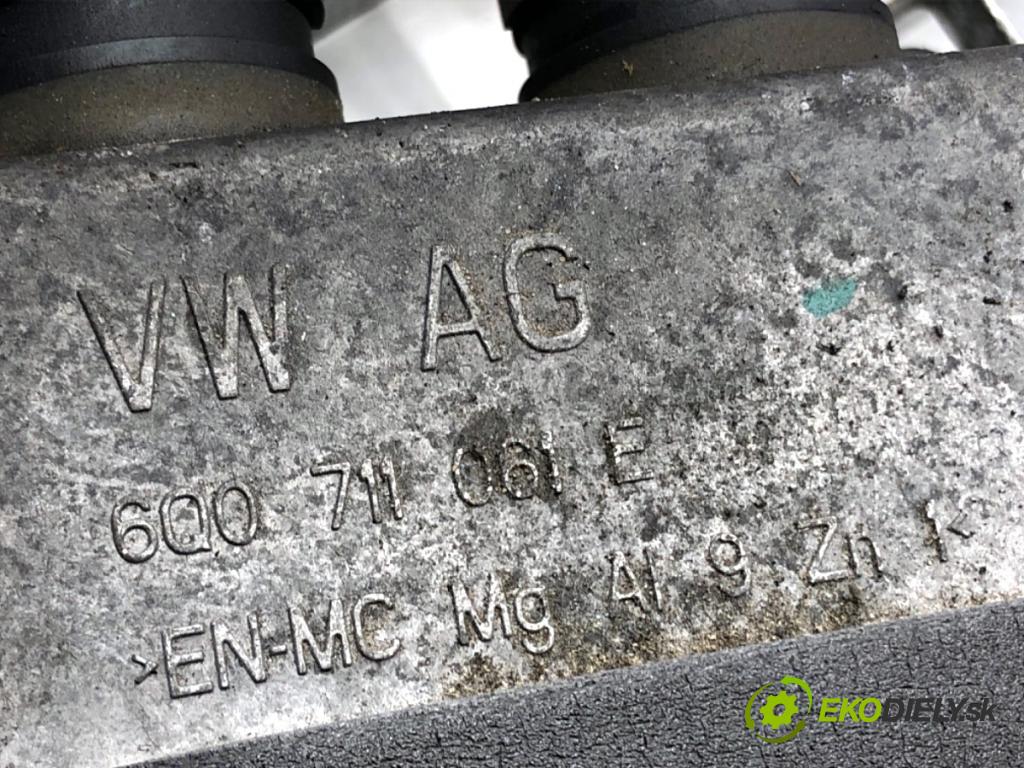 VW AG
6Q0 711 061 E
>EN-MC Mg Al 9 Zn 1<
EKODIELY.sk